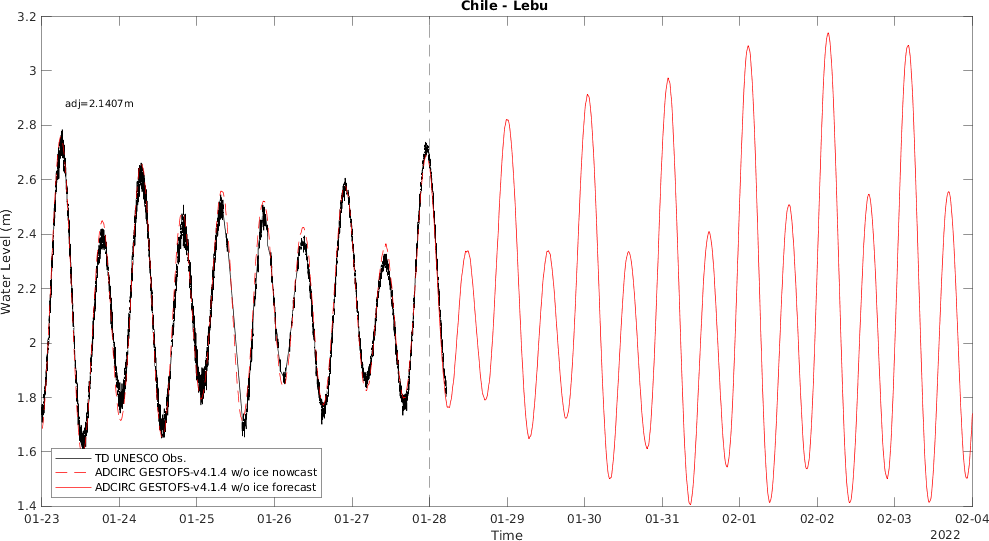 Chile - Lebu
3.2
3
2.8
2.6
2.4
2.2
2
1.8
1.6
1.4
Water Level (m)
adj=2.1407m
TD UNESCO Obs.
ADCIRC GESTOFS-v4.1.4 w/o ice nowcast
ADCIRC GESTOFS-v4.1.4 w/o ice forecast
01-23 01-24 01-25 01-26 01-27 01-28 01-29 01-30 01-31 02-01 02-02 02-03 02-04
Time
2022